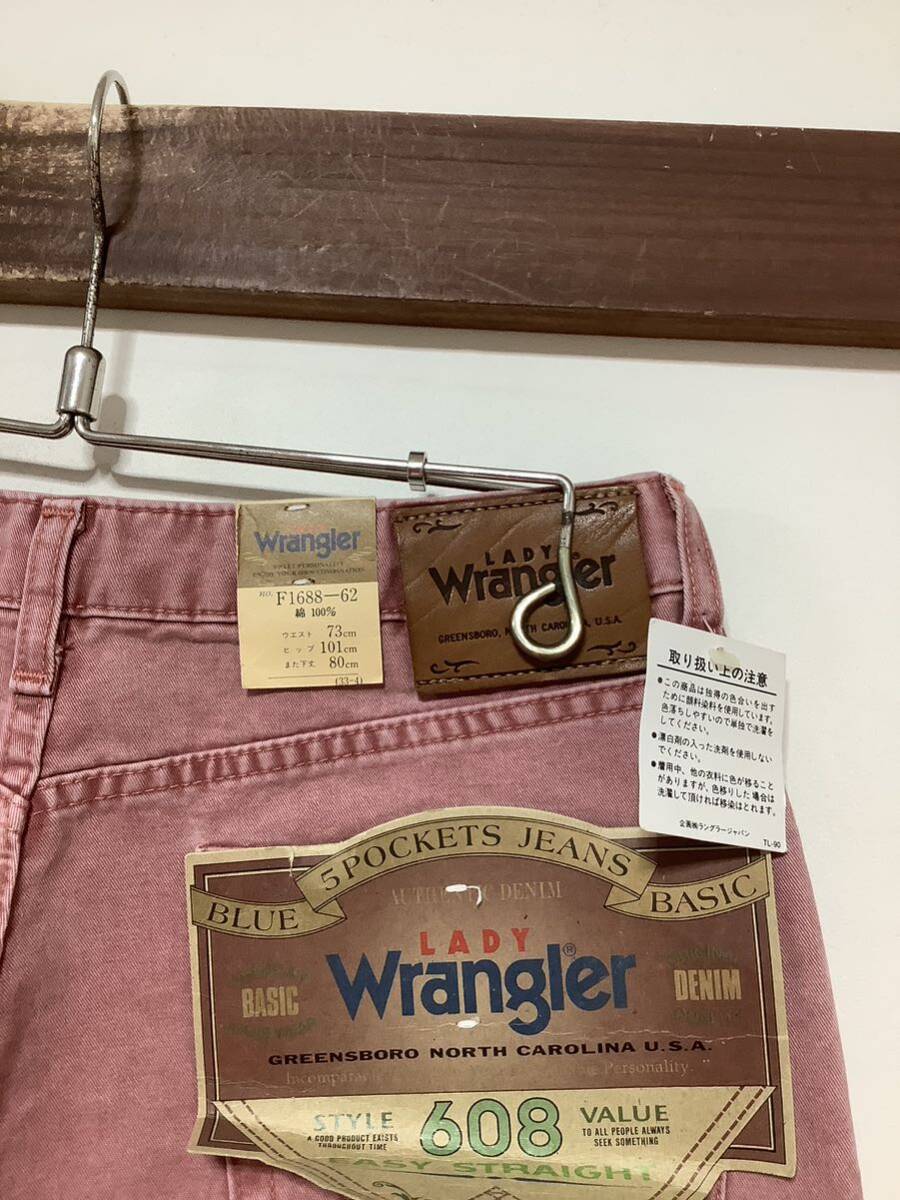 Wrangler
ENJOY YOUR OWN COMBINATION
NO. F1688-62
綿 100%
ウエスト 73cm
ヒップ 101cm
また下丈 80cm
(33-4)
LADY
Wrangler
GREENSBORO, CAROLINA, U.S.A.
取り扱い上の注意
●この商品は独得の色合いを出す
ために顔料染料を使用しています。
色落ちしやすいので単独で洗濯を
してください。
●漂白剤の入った洗剤を使用しない
でください。
●着用中、他の衣料に色が移ること
がありますが、色移りした場合は
洗濯して頂ければ移染はとれます。
企画㈱ラングラージャパン
TL-90
5 POCKETS JEANS
BLUE BASIC
AUTHENTIC DENIM
LADY
Wrangler®
BASIC
DENIM
GREENSBORO NORTH CAROLINA U.S.A.
Personality.
STYLE 608 VALUE
A GOOD PRODUCT EXISTS
THROUGHOUT TIME
TO ALL PEOPLE ALWAYS
SEEK SOMETHING
EASY STRAIGHT